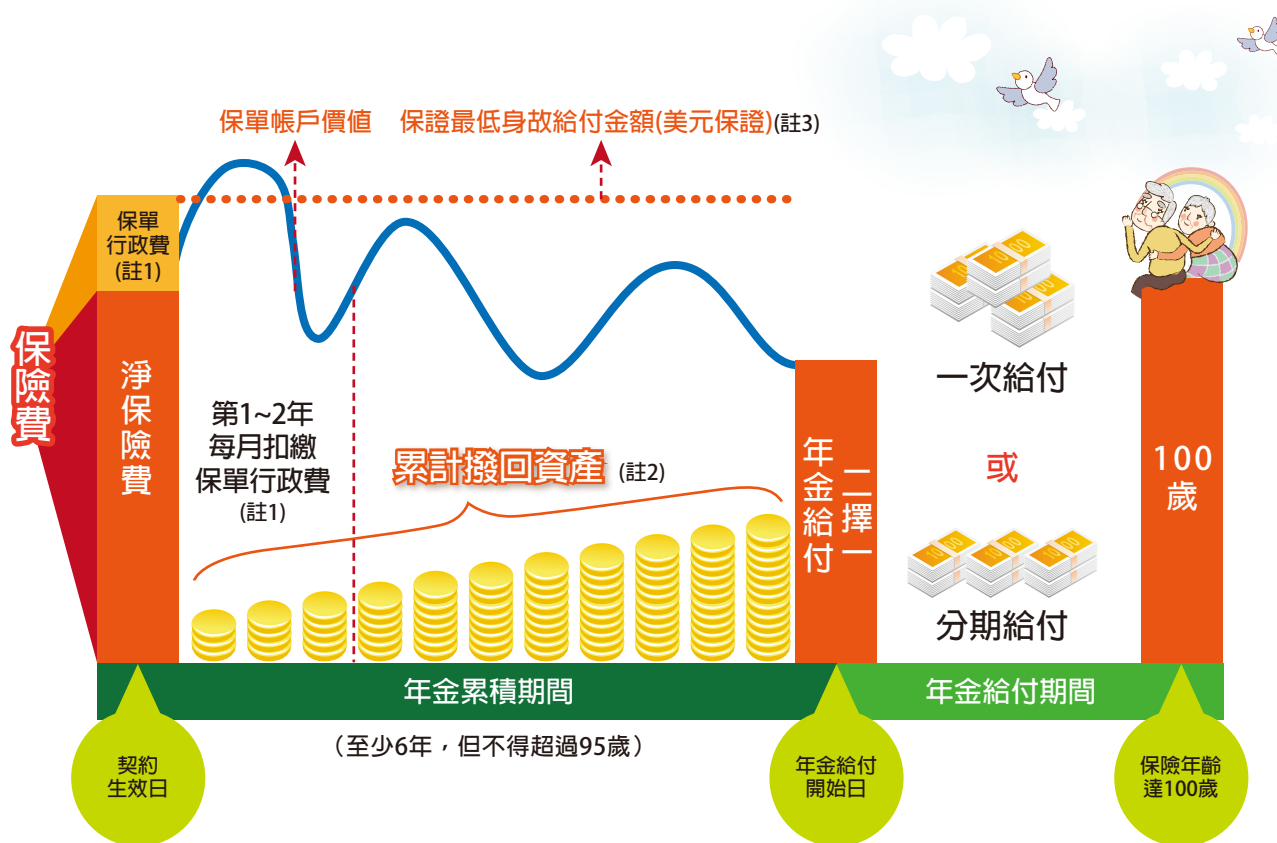 保單帳戶價値
保證最低身故給付金額(美元保證)(註3)
保單
行政費
(註1)
保險費
淨保險費
第1~2年
每月扣繳
保單行政費
(註1)
累計撥回資產 (註2)
年金給付
二擇一
一次給付
或
分期給付
100
歲
年金累積期間
年金給付期間
(至少6年，但不得超過95歲)
契約
生效日
年金給付
開始日
保險年齡
達100歲